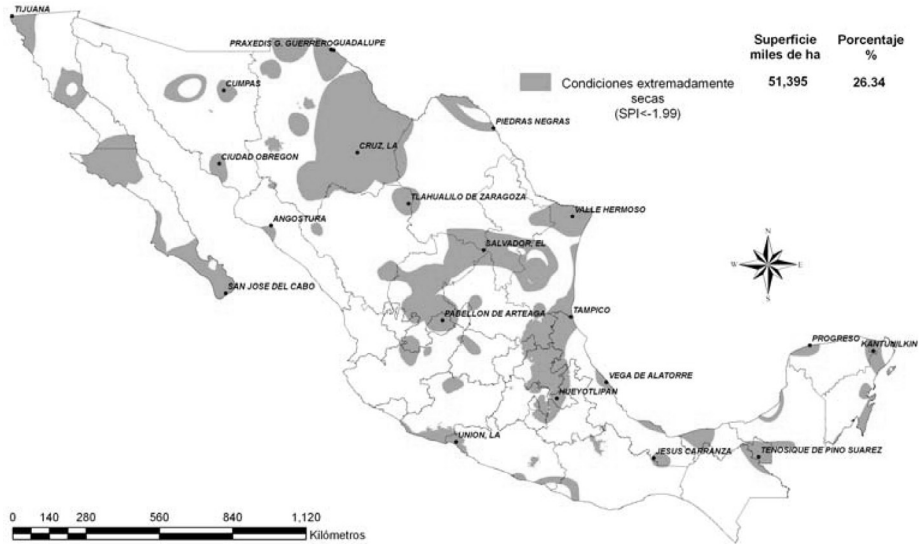 TIJUANA
PRAXEDIS G. GUERRERO GUADALUPE
Superficie Porcentaje
miles de ha %
51,395 26.34
Condiciones extremadamente
secas
(SPI<-1.99)
CUMPAS
PIEDRAS NEGRAS
CRUZ, LA
CIUDAD OBREGON
TLAHUALILO DE ZARAGOZA
VALLE HERMOSO
ANGOSTURA
SALVADOR, EL
N
W E
S
SAN JOSE DEL CABO
PABELLON DE ARTEAGA
TAMPICO
PROGRESO
KANTUNILKIN
VEGA DE ALATORRE
HUEYOTLIPAN
UNION, LA
JESUS CARRANZA
TENOSIQUE DE PINO SUAREZ
0 140 280 560 840 1,120
Kilómetros